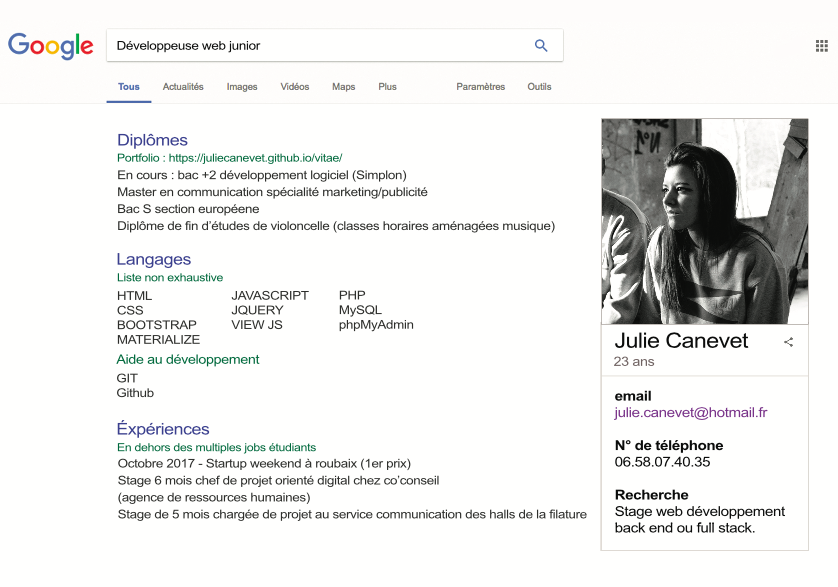 Google
Développeuse web junior
Tous Actualités Images Vidéos Maps Plus Paramètres Outils
Diplômes
Portfolio : https://juliecanevet.github.io/vitae/
En cours : bac +2 développement logiciel (Simplon)
Master en communication spécialité marketing/publicité
Bac S section européene
Diplôme de fin d'études de violoncelle (classes horaires aménagées musique)
Langages
Liste non exhaustive
HTML JAVASCRIPT PHP
CSS JQUERY MySQL
BOOTSTRAP VIEW JS phpMyAdmin
MATERIALIZE
Aide au développement
GIT
Github
Éxpériences
En dehors des multiples jobs étudiants
Octobre 2017 - Startup weekend à roubaix (1er prix)
Stage 6 mois chef de projet orienté digital chez co'conseil
(agence de ressources humaines)
Stage de 5 mois chargée de projet au service communication des halls de la filature
Julie Canevet
23 ans
email
julie.canevet@hotmail.fr
N° de téléphone
06.58.07.40.35
Recherche
Stage web développement
back end ou full stack.